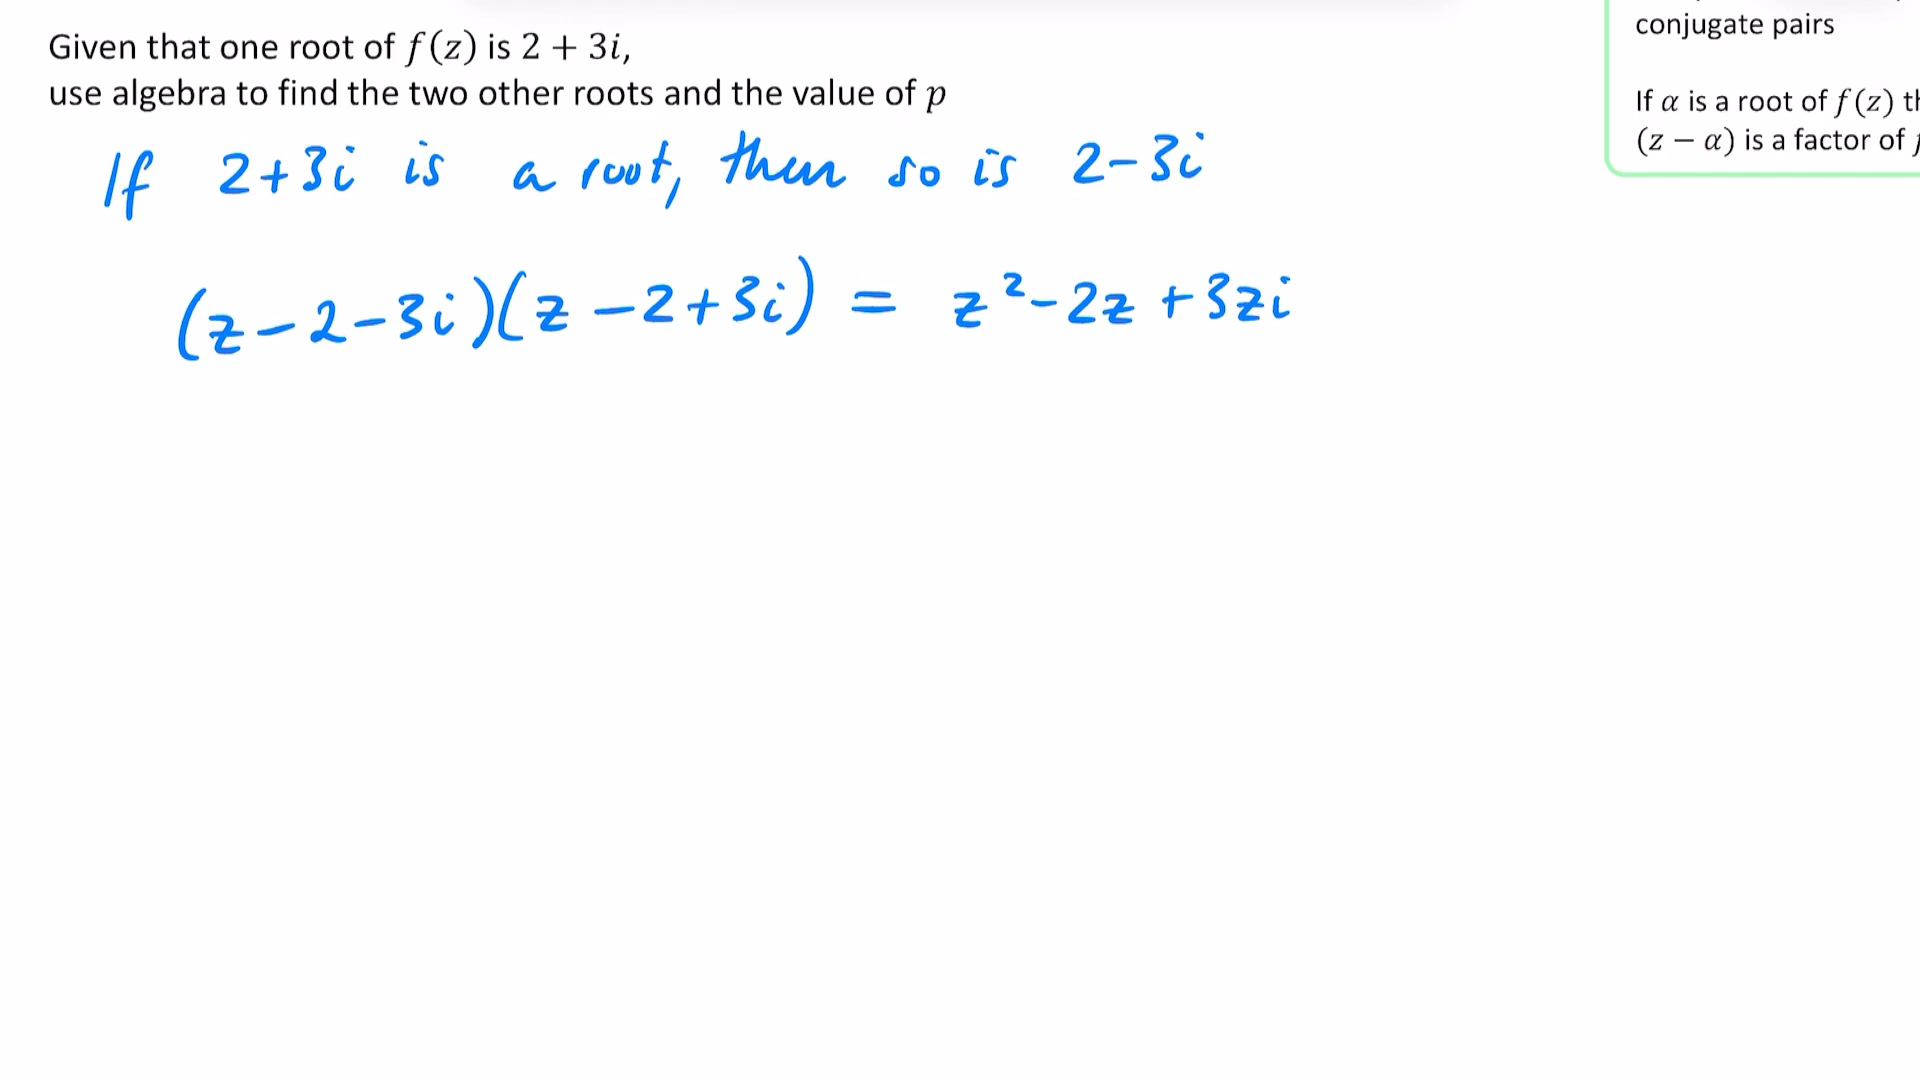 Given that one root of f(z) is 2 + 3i,
use algebra to find the two other roots and the value of p
If 2+3i is a root, then so is 2-3i
(z-2-3i)(z-2+3i) = z²-2z+3zi
conjugate pairs
If α is a root of f(z)
(z − α) is a factor of